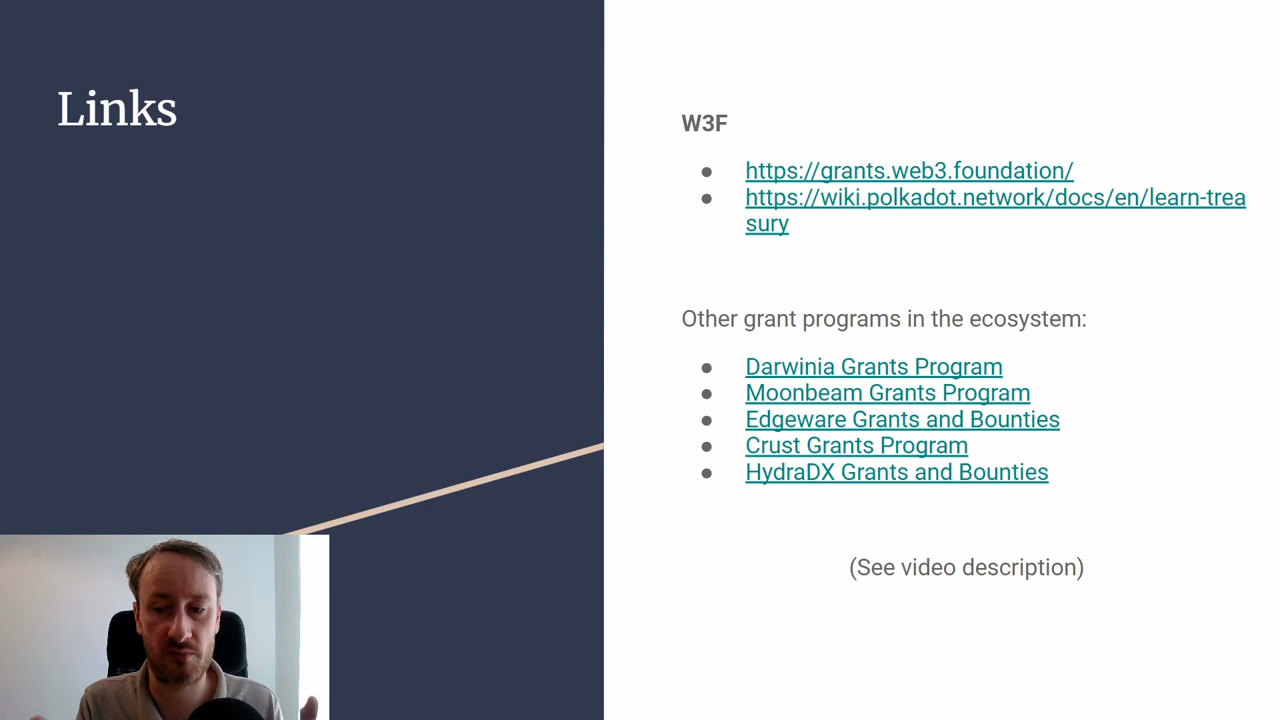 Links
W3F
● https://grants.web3.foundation/
● https://wiki.polkadot.network/docs/en/learn-trea
sury
Other grant programs in the ecosystem:
● Darwinia Grants Program
● Moonbeam Grants Program
● Edgeware Grants and Bounties
● Crust Grants Program
● HydraDX Grants and Bounties
(See video description)